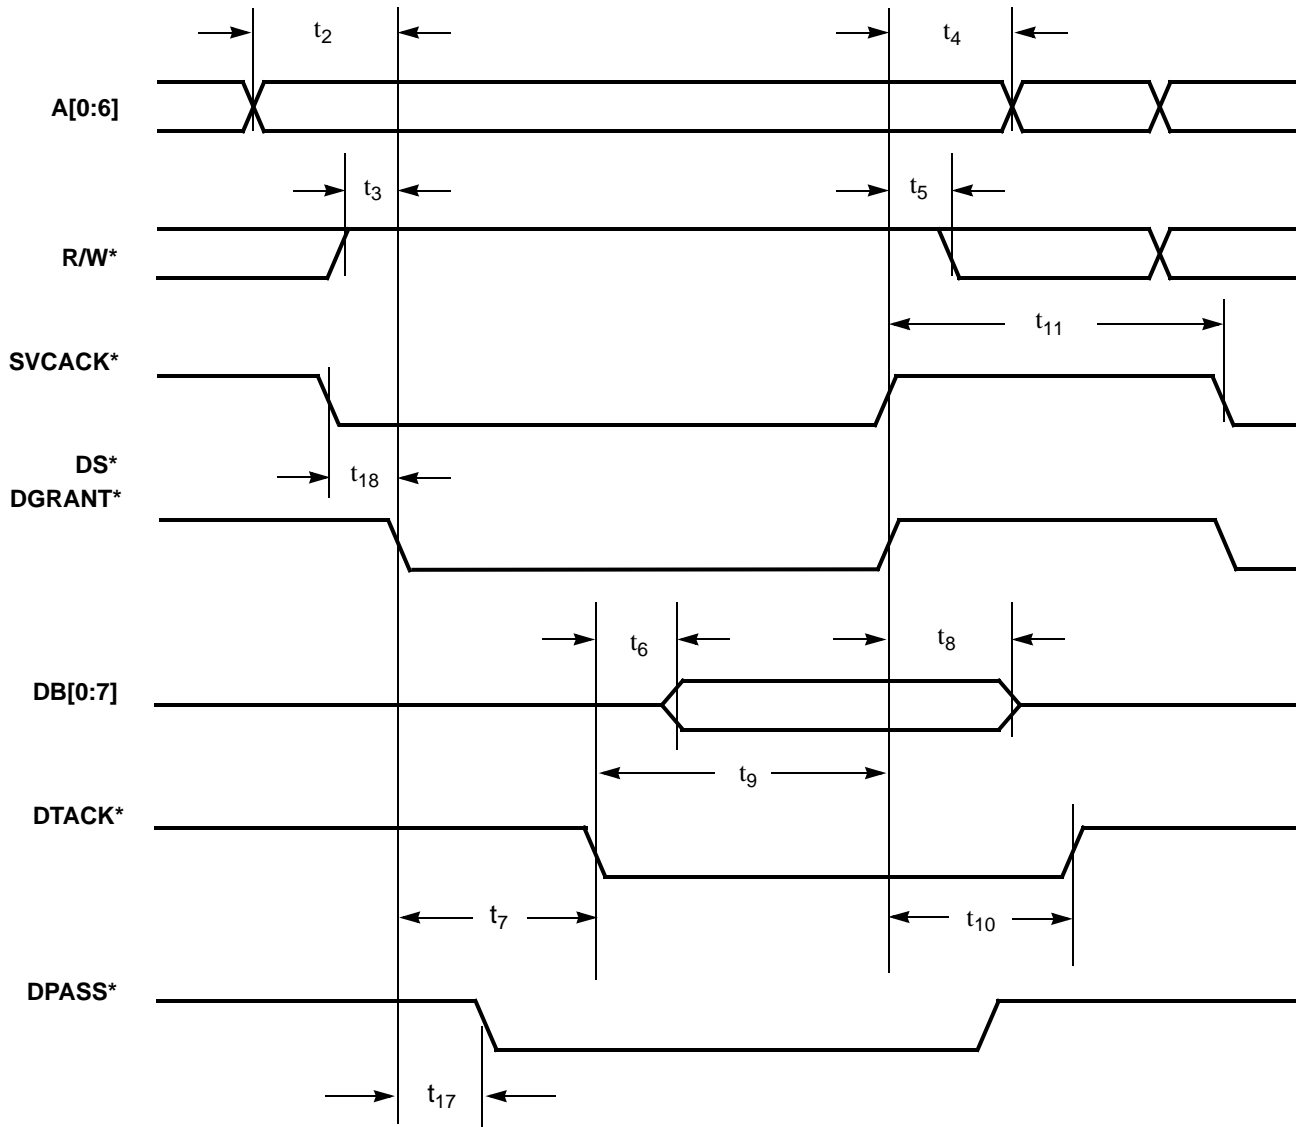 t2
t4
A[0:6]
t3
t5
R/W*
t11
SVCACK*
DS*
t18
DGRANT*
t6
t8
DB[0:7]
t9
DTACK*
t7
t10
DPASS*
t17